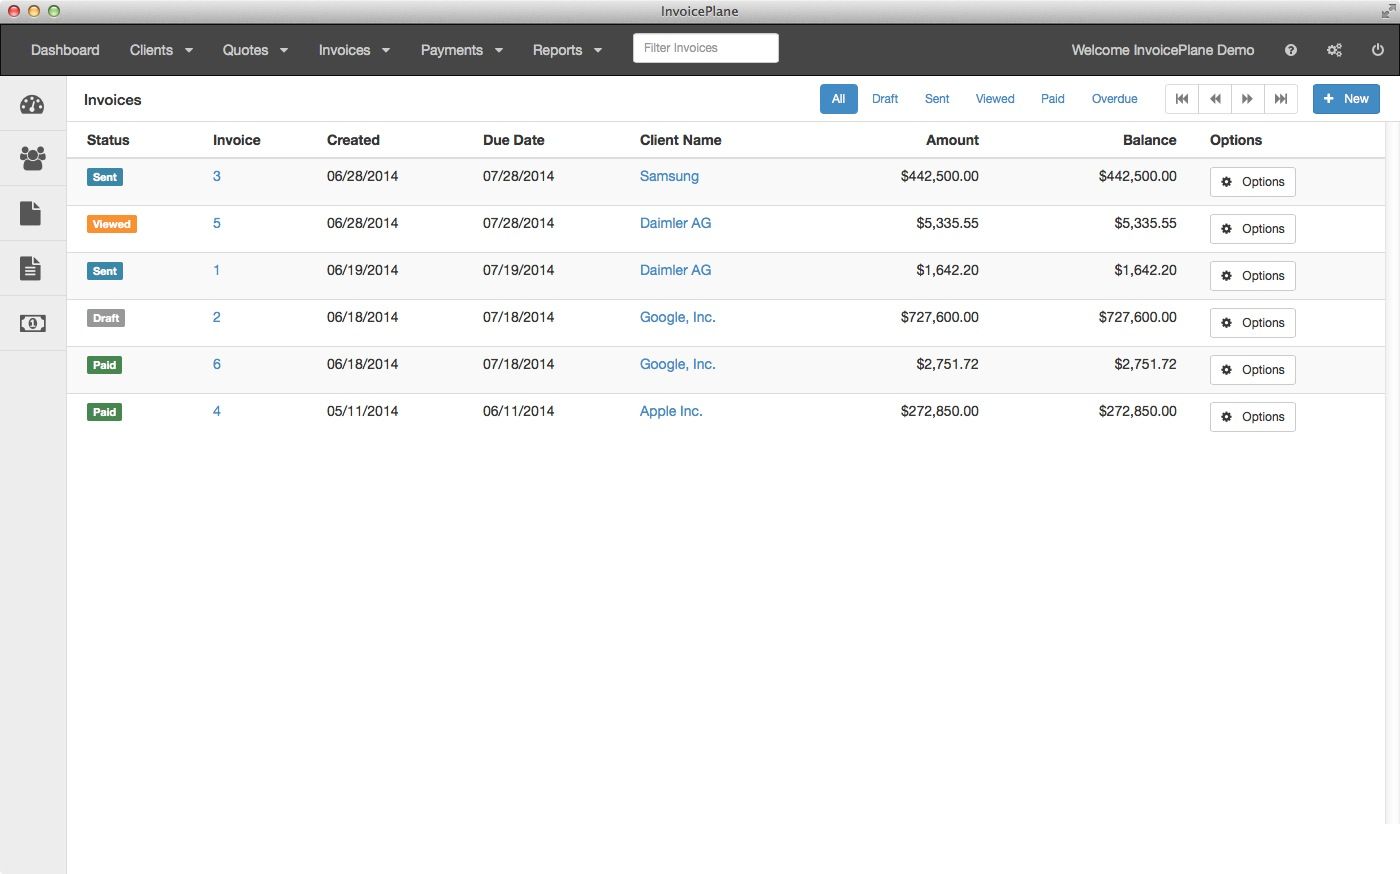 InvoicePlane
Dashboard Clients Quotes Invoices Payments Reports Filter Invoices Welcome InvoicePlane Demo
Invoices All Draft Sent Viewed Paid Overdue New
Status Invoice Created Due Date Client Name Amount Balance Options
Sent 3 06/28/2014 07/28/2014 Samsung $442,500.00 $442,500.00 Options
Viewed 5 06/28/2014 07/28/2014 Daimler AG $5,335.55 $5,335.55 Options
Sent 1 06/19/2014 07/19/2014 Daimler AG $1,642.20 $1,642.20 Options
Draft 2 06/18/2014 07/18/2014 Google, Inc. $727,600.00 $727,600.00 Options
Paid 6 06/18/2014 07/18/2014 Google, Inc. $2,751.72 $2,751.72 Options
Paid 4 05/11/2014 06/11/2014 Apple Inc. $272,850.00 $272,850.00 Options